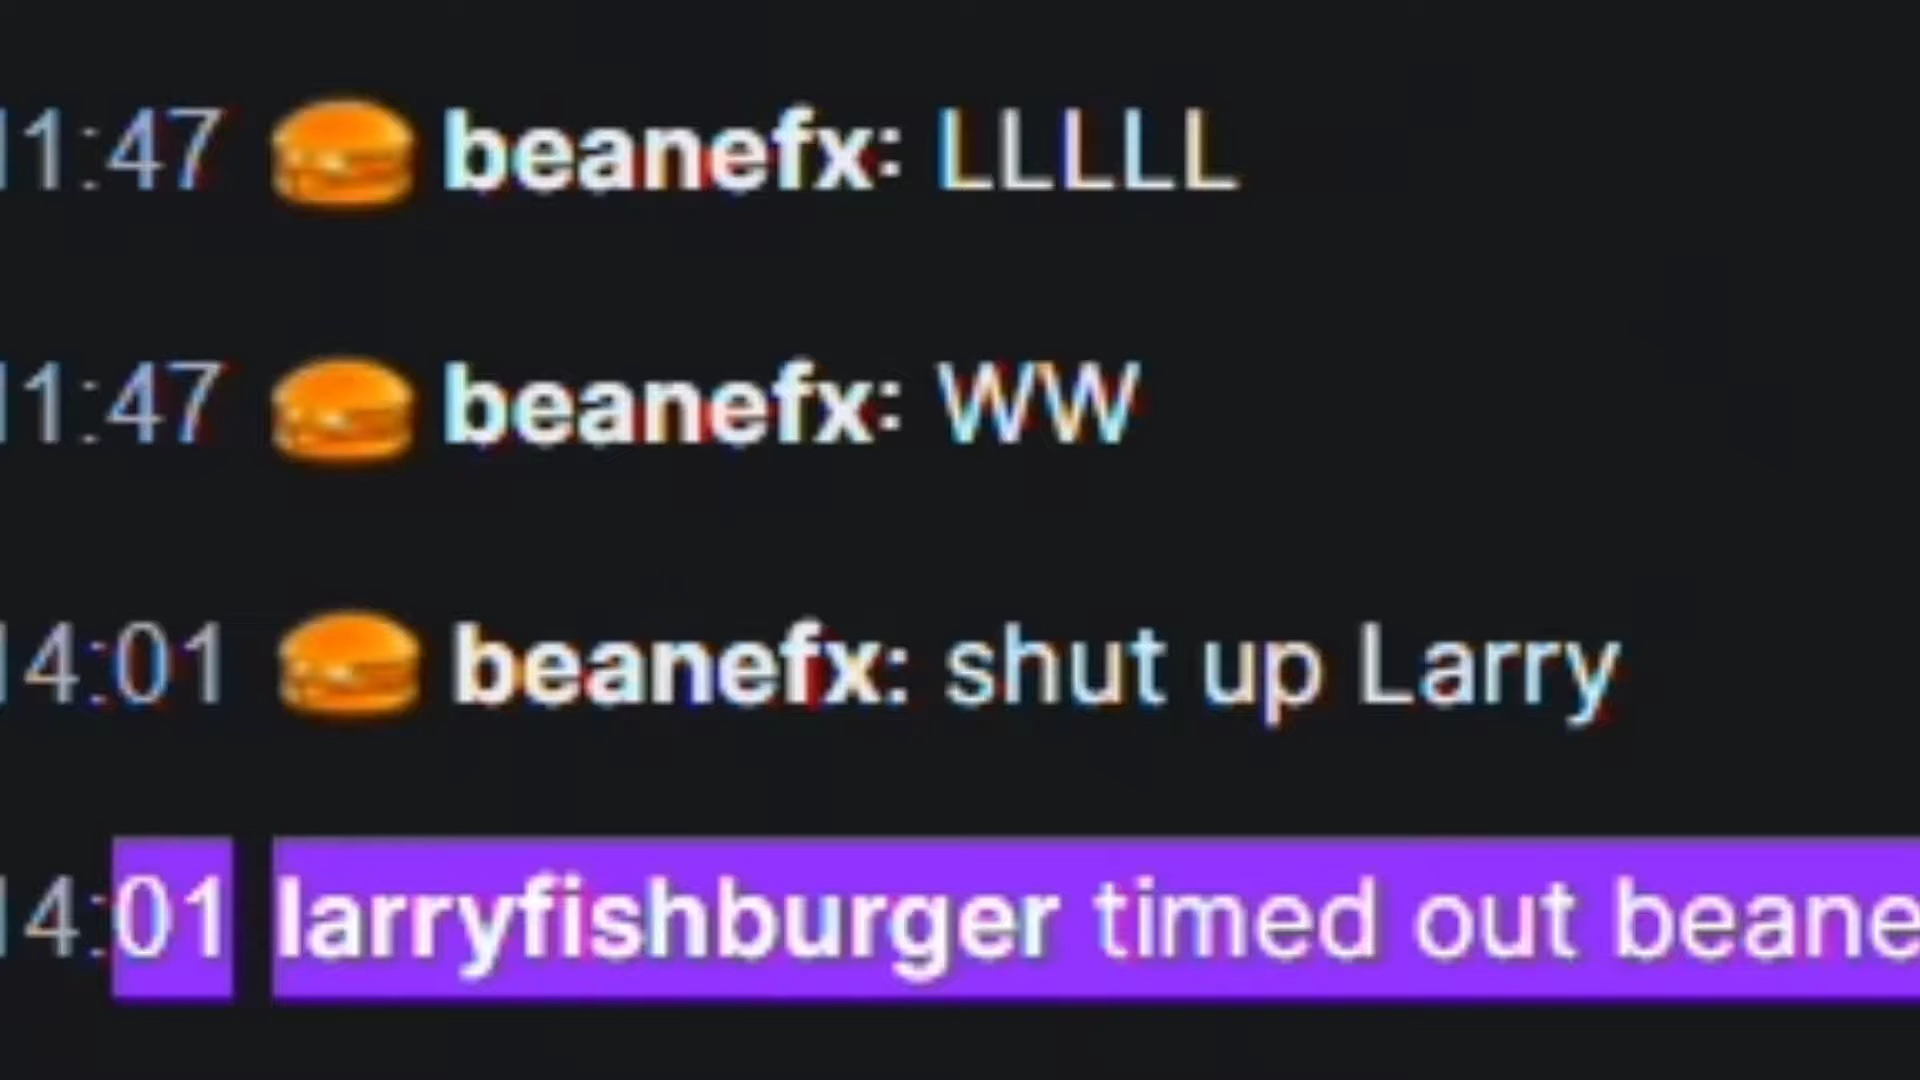 11:47 beanefx: LLLLL
11:47 beanefx: WW
14:01 beanefx: shut up Larry
14:01 larryfishburger timed out beane